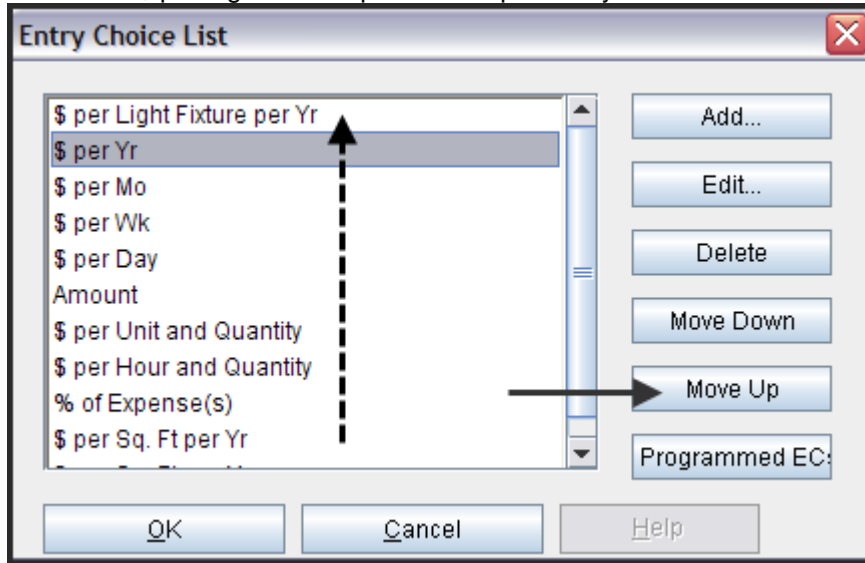 Entry Choice List
$ per Light Fixture per Yr
$ per Yr
$ per Mo
$ per Wk
$ per Day
Amount
$ per Unit and Quantity
$ per Hour and Quantity
% of Expense(s)
$ per Sq. Ft per Yr
Add...
Edit...
Delete
Move Down
Move Up
Programmed EC
OK
Cancel
Help